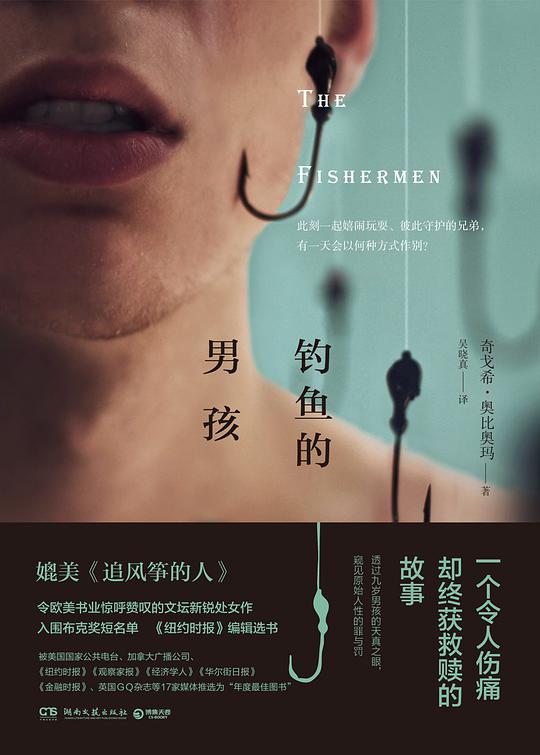 THE
FISHERMEN
此刻一起嬉闹玩耍、彼此守护的兄弟，
有一天会以何种方式作别？
钓鱼的
男孩
奇戈希·奥比奥玛——著
吴晓真——译
一个令人伤痛
却终获救赎的
故事
透过九岁男孩的天真之眼，
窥见原始人性的罪与罚
媲美《追风筝的人》
令欧美书业惊呼赞叹的文坛新锐处女作
入围布克奖短名单 《纽约时报》编辑选书
被美国国家公共电台、加拿大广播公司、
《纽约时报》《观察家报》《经济学人》《华尔街日报》
《金融时报》、英国GQ杂志等17家媒体推选为“年度最佳图书”
湖南文艺出版社
博集天卷
CS-BOOKY